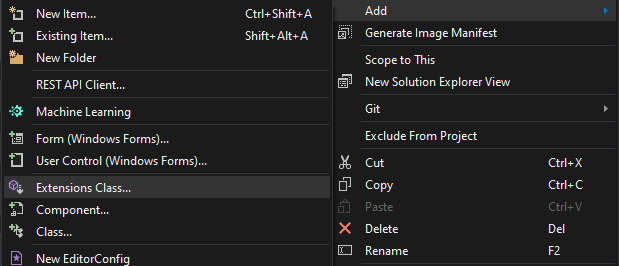 New Item... Ctrl+Shift+A
Existing Item... Shift+Alt+A
New Folder
REST API Client...
Machine Learning
Form (Windows Forms)...
User Control (Windows Forms)...
Extensions Class...
Component...
Class...
New EditorConfig
Add
Generate Image Manifest
Scope to This
New Solution Explorer View
Git
Exclude From Project
Cut Ctrl+X
Copy Ctrl+C
Paste Ctrl+V
Delete Del
Rename F2